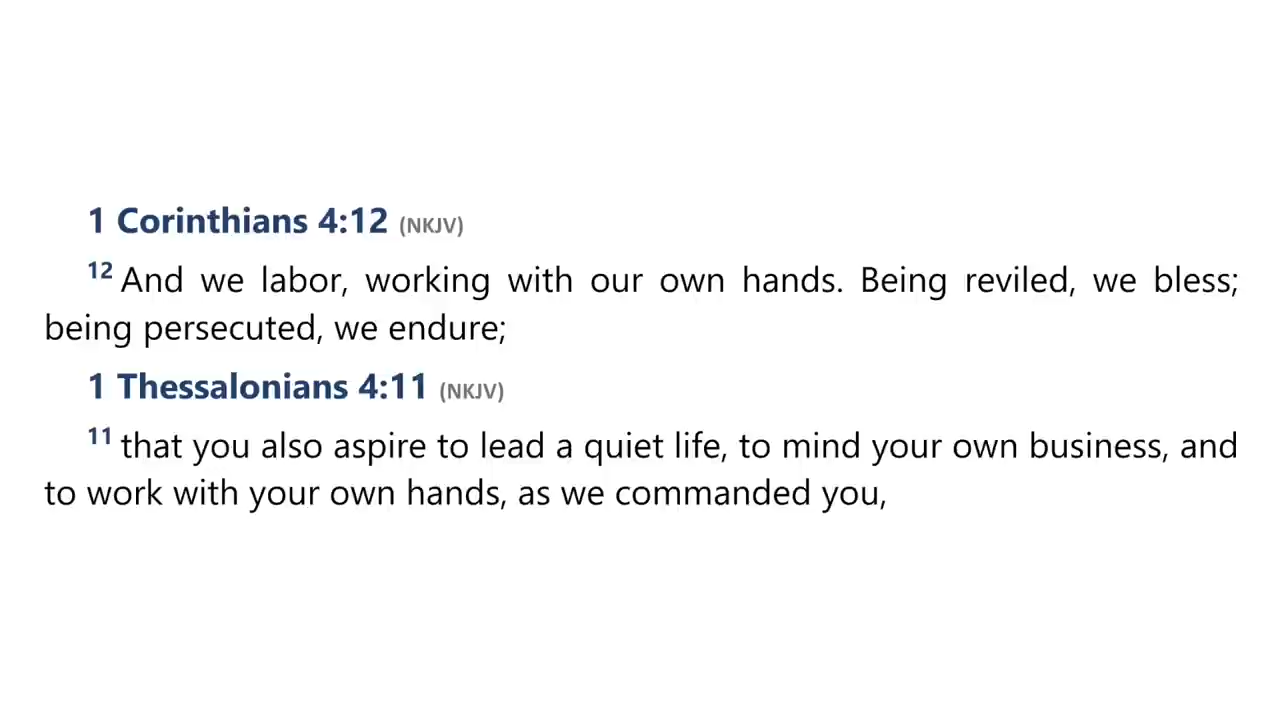 1 Corinthians 4:12 (NKJV)
12 And we labor, working with our own hands. Being reviled, we bless;
being persecuted, we endure;
1 Thessalonians 4:11 (NKJV)
11 that you also aspire to lead a quiet life, to mind your own business, and
to work with your own hands, as we commanded you,